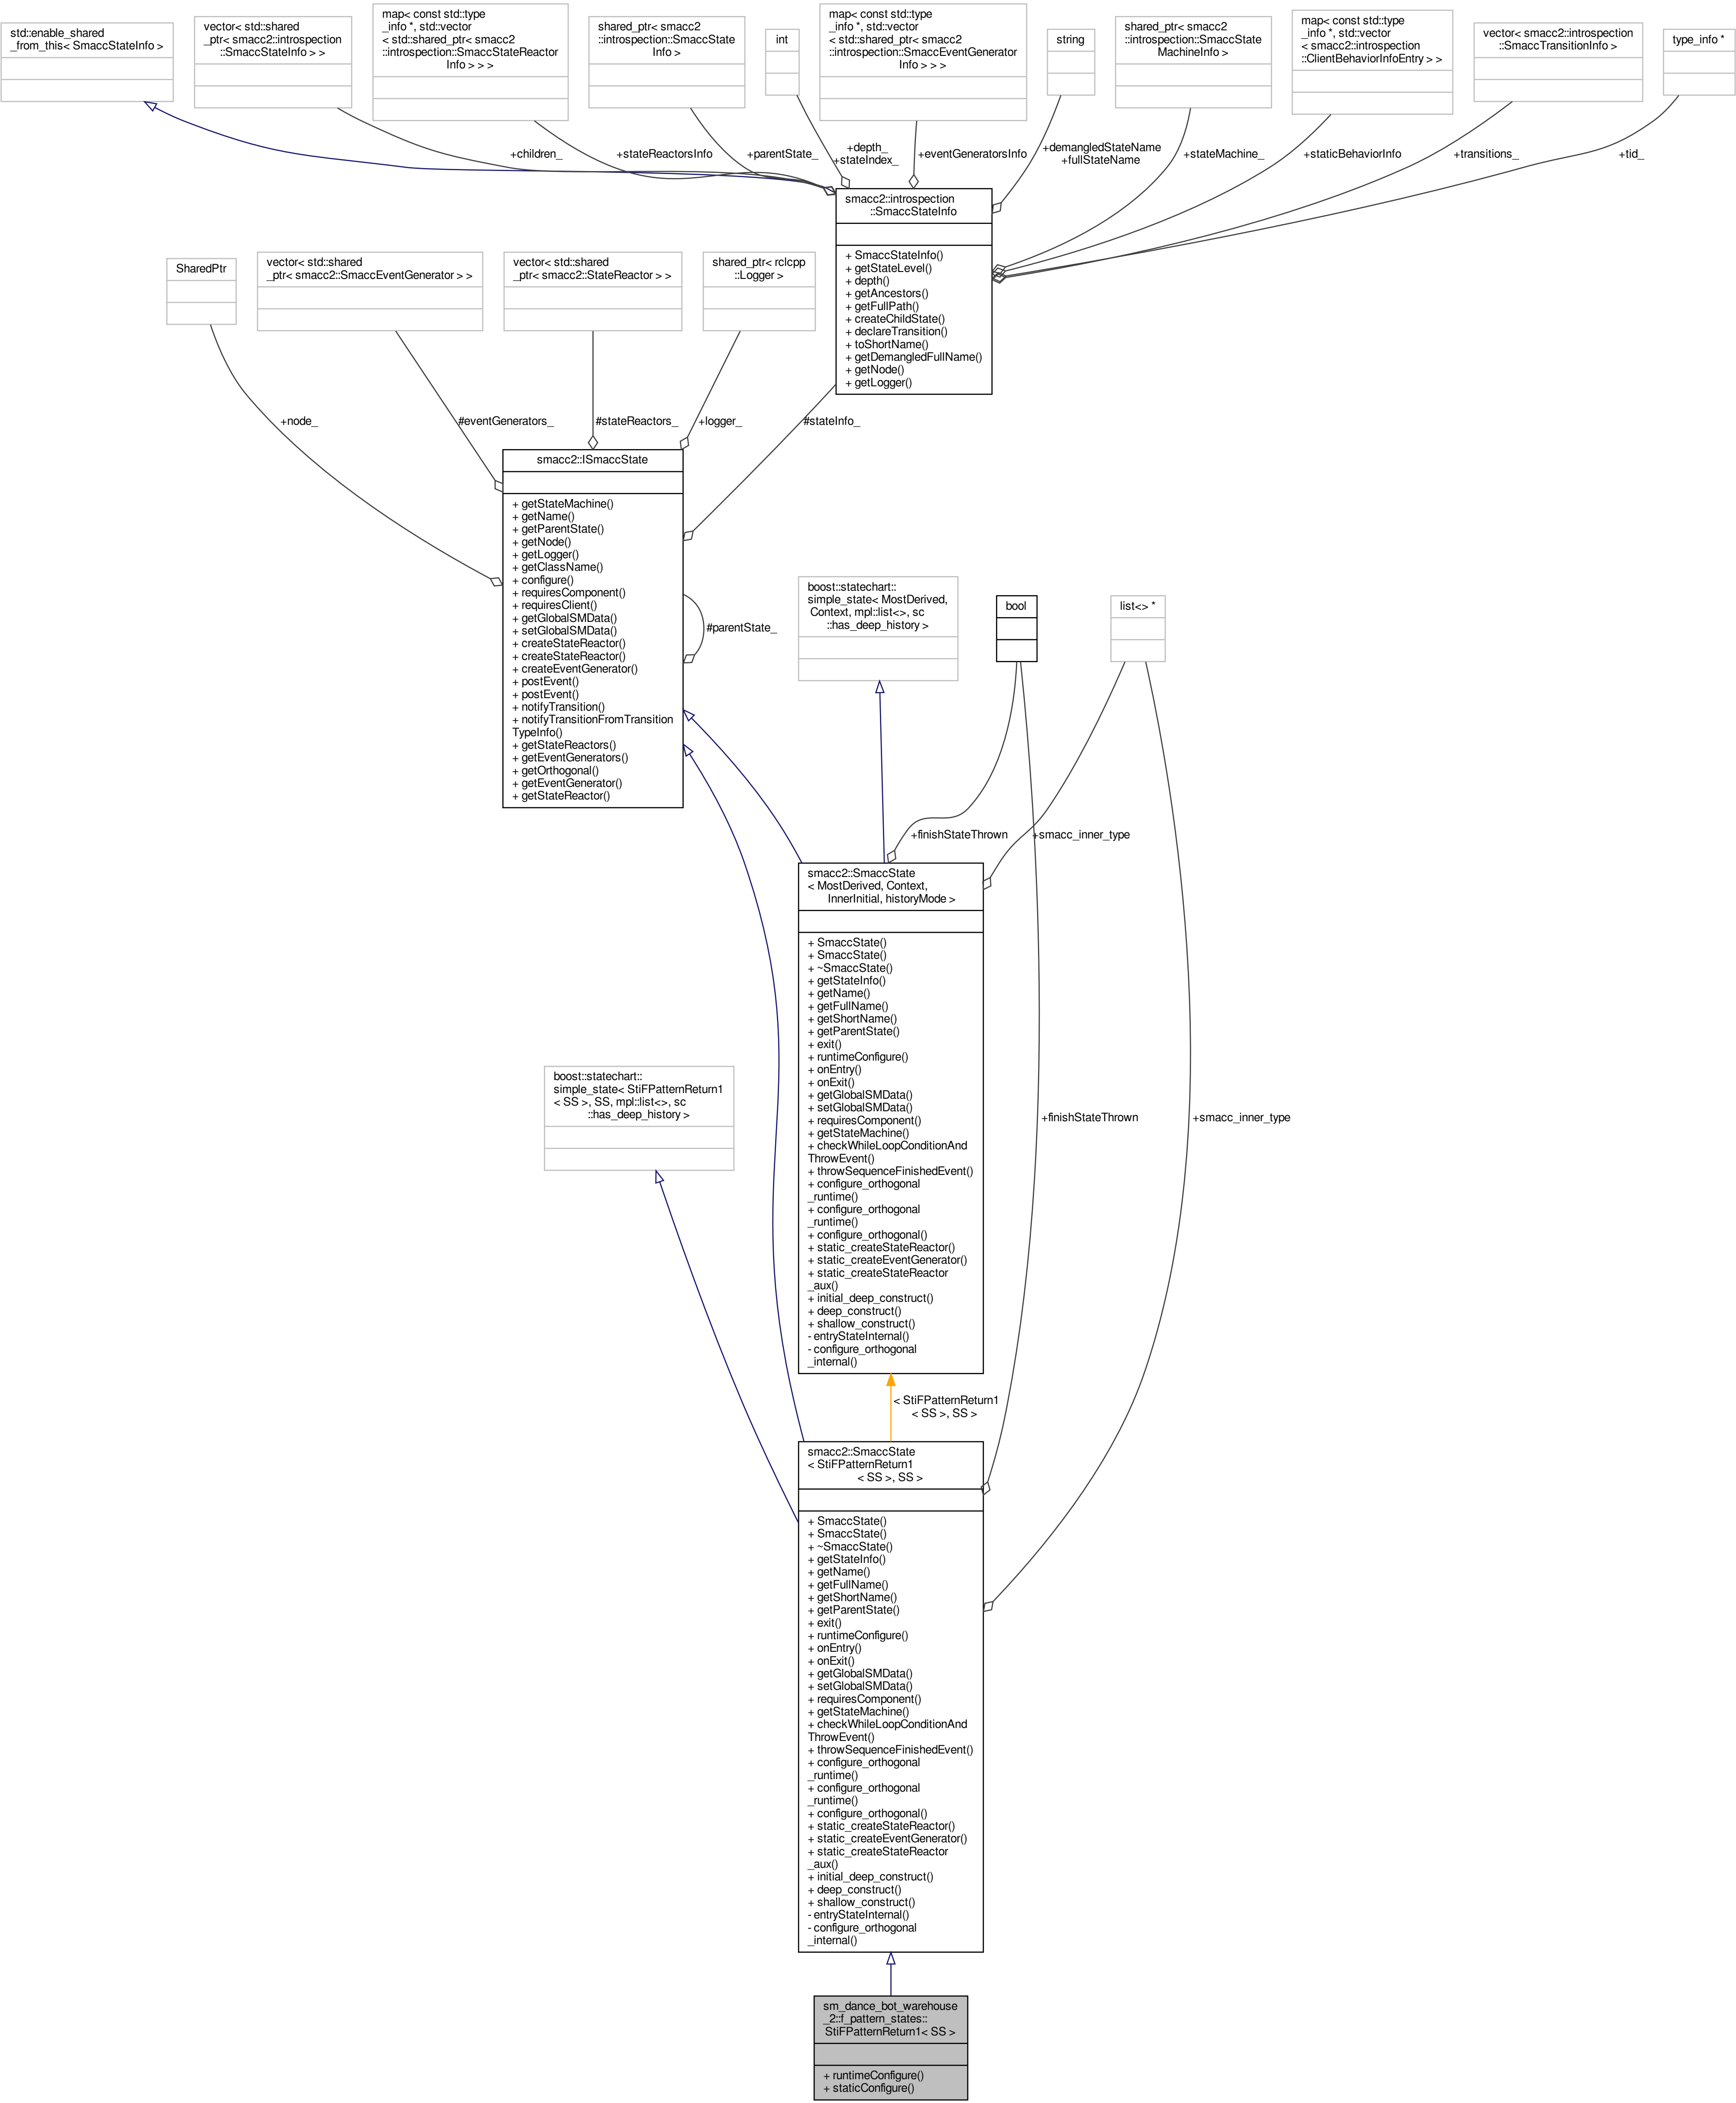 std::enable_shared
_from_this< SmaccStateInfo >
vector< std::shared
_ptr< smacc2::introspection
::SmaccStateInfo > >
map< const std::type
_info *, std::vector
< std::shared_ptr< smacc2
::introspection::SmaccStateReactor
Info > > >
shared_ptr< smacc2
::introspection::SmaccState
Info >
int
map< const std::type
_info *, std::vector
< std::shared_ptr< smacc2
::introspection::SmaccEventGenerator
Info > > >
string
shared_ptr< smacc2
::introspection::SmaccState
MachineInfo >
map< const std::type
_info *, std::vector
< smacc2::introspection
::ClientBehaviorInfoEntry > >
vector< smacc2::introspection
::SmaccTransitionInfo >
type_info *
+children_
+stateReactorsInfo
+parentState_
+depth_
+stateIndex_
+eventGeneratorsInfo
+demangledStateName
+fullStateName
+stateMachine_
+staticBehaviorInfo
+transitions_
+tid_
smacc2::introspection
::SmaccStateInfo
+ SmaccStateInfo()
+ getStateLevel()
+ depth()
+ getAncestors()
+ getFullPath()
+ createChildState()
+ declareTransition()
+ toShortName()
+ getDemangledFullName()
+ getNode()
+ getLogger()
SharedPtr
vector< std::shared
_ptr< smacc2::SmaccEventGenerator > >
vector< std::shared
_ptr< smacc2::StateReactor > >
shared_ptr< rclcpp
::Logger >
+node_
#eventGenerators_
#stateReactors_
+logger_
#stateInfo_
smacc2::ISmaccState
+ getStateMachine()
+ getName()
+ getParentState()
+ getNode()
+ getLogger()
+ getClassName()
+ configure()
+ requiresComponent()
+ requiresClient()
+ getGlobalSMData()
+ setGlobalSMData()
+ createStateReactor()
+ createStateReactor()
+ createEventGenerator()
+ postEvent()
+ postEvent()
+ notifyTransition()
+ notifyTransitionFromTransition
TypeInfo()
+ getStateReactors()
+ getEventGenerators()
+ getOrthogonal()
+ getEventGenerator()
+ getStateReactor()
#parentState_
boost::statechart::
simple_state< MostDerived,
Context, mpl::list<>, sc
::has_deep_history >
bool
list<> *
+finishStateThrown
+smacc_inner_type
smacc2::SmaccState
< MostDerived, Context,
InnerInitial, historyMode >
+ SmaccState()
+ SmaccState()
+ ~SmaccState()
+ getStateInfo()
+ getName()
+ getFullName()
+ getShortName()
+ getParentState()
+ exit()
+ runtimeConfigure()
+ onEntry()
+ onExit()
+ getGlobalSMData()
+ setGlobalSMData()
+ requiresComponent()
+ getStateMachine()
+ checkWhileLoopConditionAnd
ThrowEvent()
+ throwSequenceFinishedEvent()
+ configure_orthogonal
_runtime()
+ configure_orthogonal
_runtime()
+ configure_orthogonal()
+ static_createStateReactor()
+ static_createEventGenerator()
+ static_createStateReactor
_aux()
+ initial_deep_construct()
+ deep_construct()
+ shallow_construct()
- entryStateInternal()
- configure_orthogonal
_internal()
boost::statechart::
simple_state< StiFPatternReturn1
< SS >, SS, mpl::list<>, sc
::has_deep_history >
+finishStateThrown
+smacc_inner_type
< StiFPatternReturn1
< SS >, SS >
smacc2::SmaccState
< StiFPatternReturn1
< SS >, SS >
+ SmaccState()
+ SmaccState()
+ ~SmaccState()
+ getStateInfo()
+ getName()
+ getFullName()
+ getShortName()
+ getParentState()
+ exit()
+ runtimeConfigure()
+ onEntry()
+ onExit()
+ getGlobalSMData()
+ setGlobalSMData()
+ requiresComponent()
+ getStateMachine()
+ checkWhileLoopConditionAnd
ThrowEvent()
+ throwSequenceFinishedEvent()
+ configure_orthogonal
_runtime()
+ configure_orthogonal
_runtime()
+ configure_orthogonal()
+ static_createStateReactor()
+ static_createEventGenerator()
+ static_createStateReactor
_aux()
+ initial_deep_construct()
+ deep_construct()
+ shallow_construct()
- entryStateInternal()
- configure_orthogonal
_internal()
sm_dance_bot_warehouse
_2::f_pattern_states::
StiFPatternReturn1< SS >
+ runtimeConfigure()
+ staticConfigure()